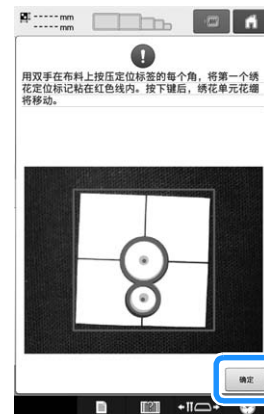 ----- mm
----- mm
用双手在布料上按压定位标签的每个角，将第一个绣
花定位标记粘在红色线内。按下键后，绣花单元花绷
将移动。
确定